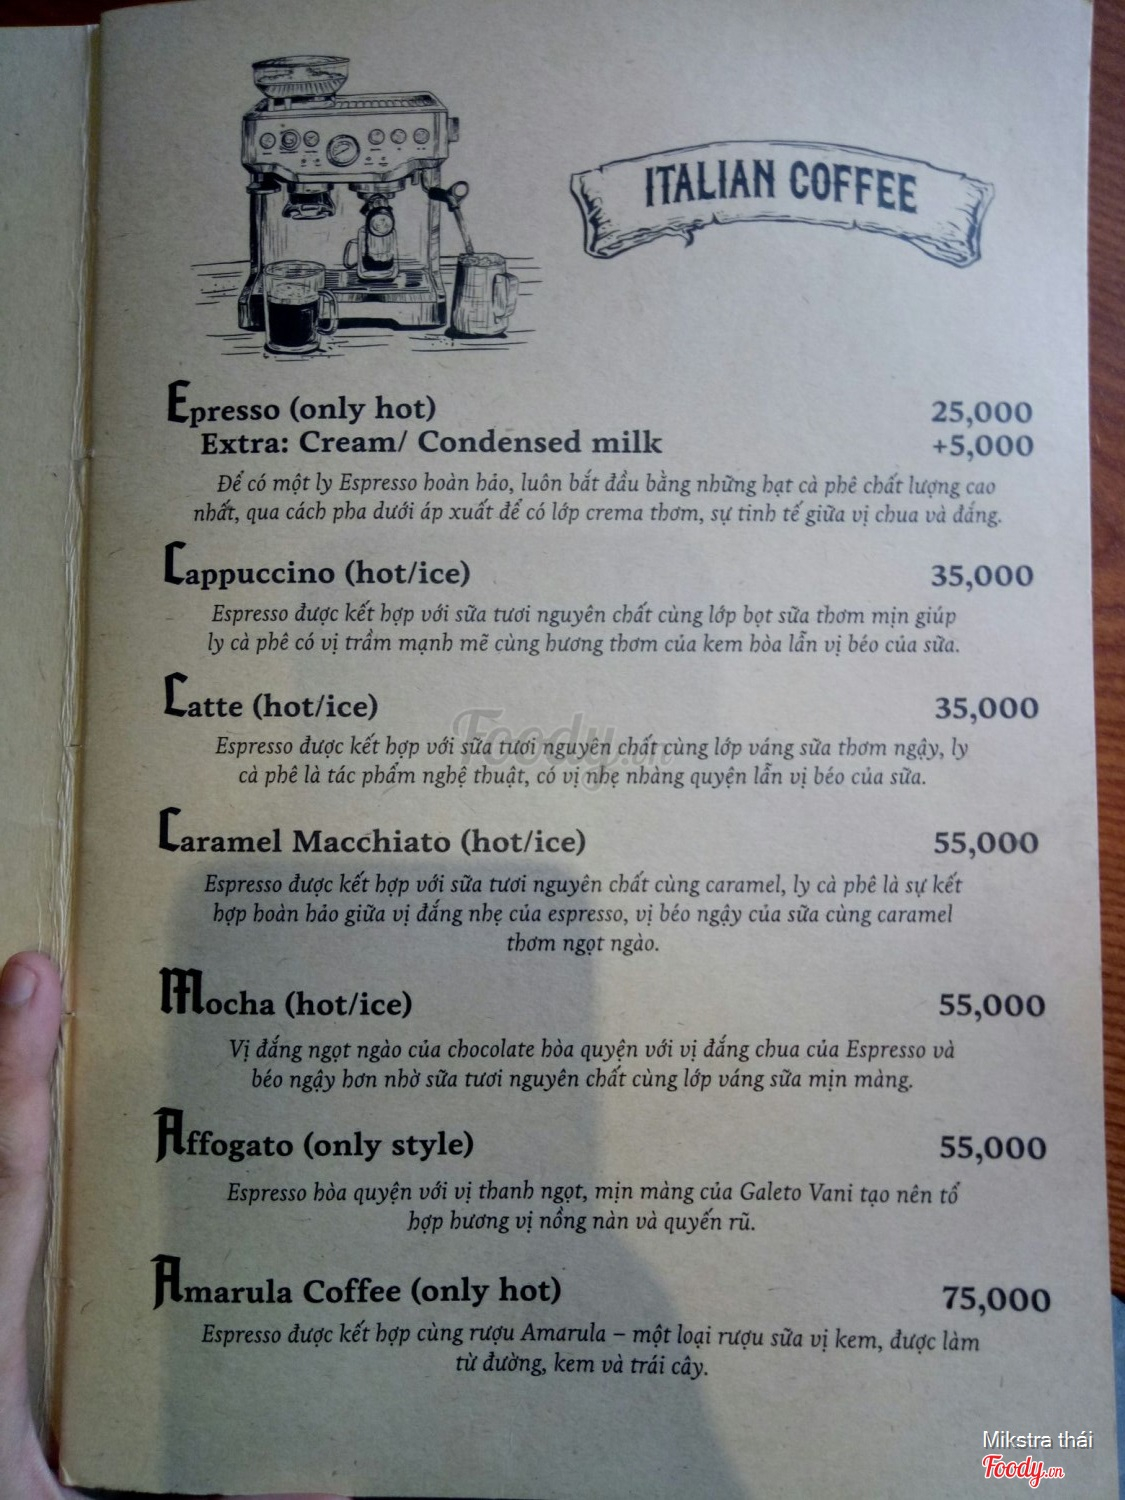 ITALIAN COFFEE
Epresso (only hot) 25,000
Extra: Cream/ Condensed milk +5,000
Để có một ly Espresso hoàn hảo, luôn bắt đầu bằng những hạt cà phê chất lượng cao
nhất, qua cách pha dưới áp xuất để có lớp crema thơm, sự tinh tế giữa vị chua và đắng.
Cappuccino (hot/ice) 35,000
Espresso được kết hợp với sữa tươi nguyên chất cùng lớp bọt sữa thơm mịn giúp
ly cà phê có vị trầm mạnh mẽ cùng hương thơm của kem hòa lẫn vị béo của sữa.
Latte (hot/ice) 35,000
Espresso được kết hợp với sữa tươi nguyên chất cùng lớp váng sữa thơm ngậy, ly
cà phê là tác phẩm nghệ thuật, có vị nhẹ nhàng quyện lẫn vị béo của sữa.
Foody.vn
Caramel Macchiato (hot/ice) 55,000
Espresso được kết hợp với sữa tươi nguyên chất cùng caramel, ly cà phê là sự kết
hợp hoàn hảo giữa vị đắng nhẹ của espresso, vị béo ngậy của sữa cùng caramel
thơm ngọt ngào.
Mocha (hot/ice) 55,000
Vị đắng ngọt ngào của chocolate hòa quyện với vị đắng chua của Espresso và
béo ngậy hơn nhờ sữa tươi nguyên chất cùng lớp váng sữa mịn màng.
Affogato (only style) 55,000
Espresso hòa quyện với vị thanh ngọt, mịn màng của Galeto Vani tạo nên tổ
hợp hương vị nồng nàn và quyến rũ.
Amarula Coffee (only hot) 75,000
Espresso được kết hợp cùng rượu Amarula – một loại rượu sữa vị kem, được làm
từ đường, kem và trái cây.
Mikstra thái
Foody.vn